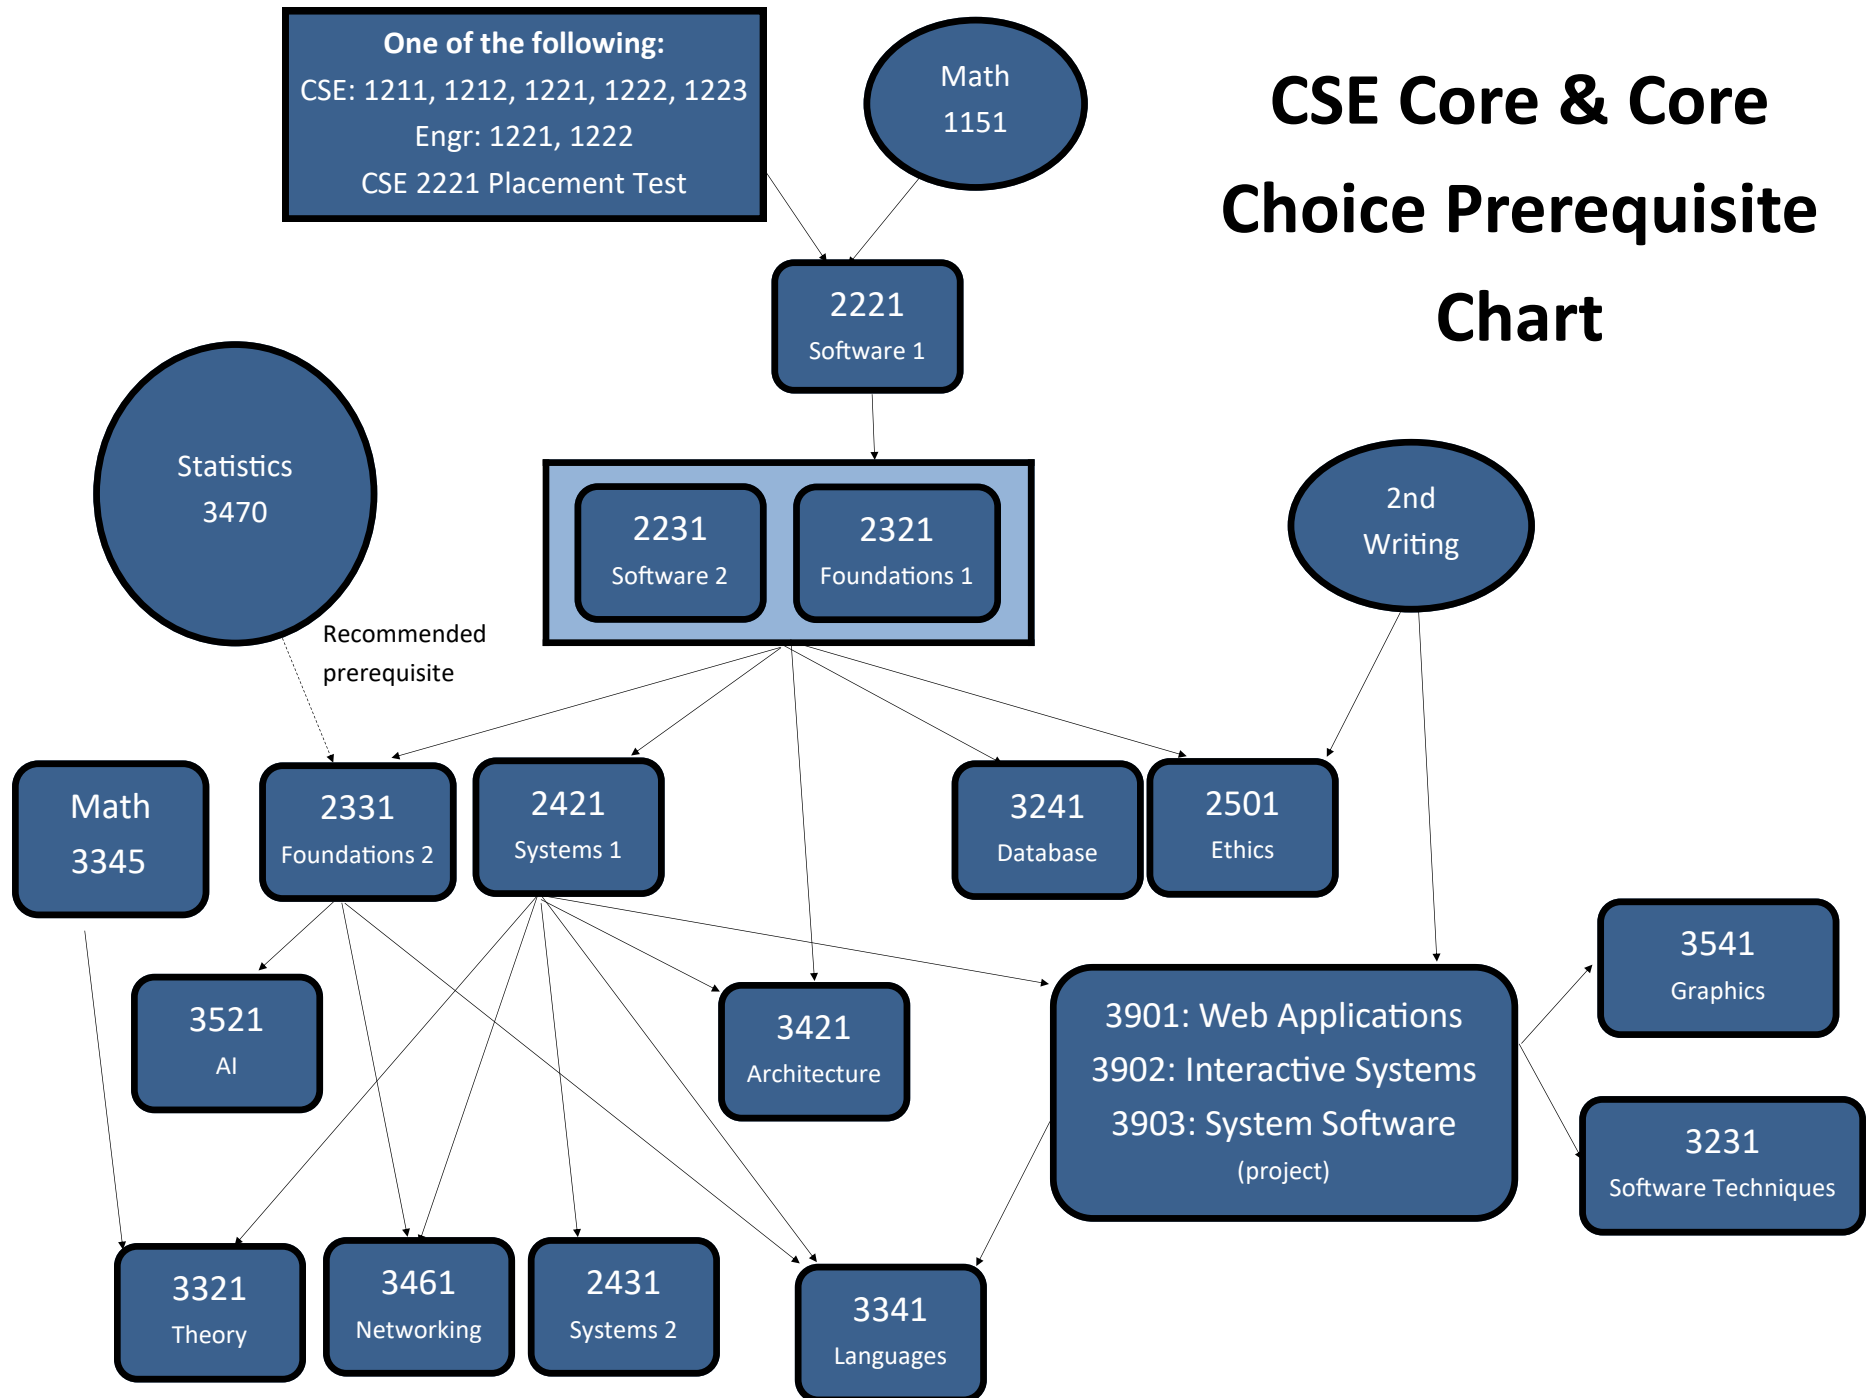 One of the following:
CSE: 1211, 1212, 1221, 1222, 1223
Engr: 1221, 1222
CSE 2221 Placement Test
Math
1151
CSE Core & Core
Choice Prerequisite
Chart
2221
Software 1
Statistics
3470
2231
Software 2
2321
Foundations 1
2nd
Writing
Recommended
prerequisite
Math
3345
2331
Foundations 2
2421
Systems 1
3241
Database
2501
Ethics
3521
AI
3421
Architecture
3901: Web Applications
3902: Interactive Systems
3903: System Software
(project)
3541
Graphics
3231
Software Techniques
3321
Theory
3461
Networking
2431
Systems 2
3341
Languages